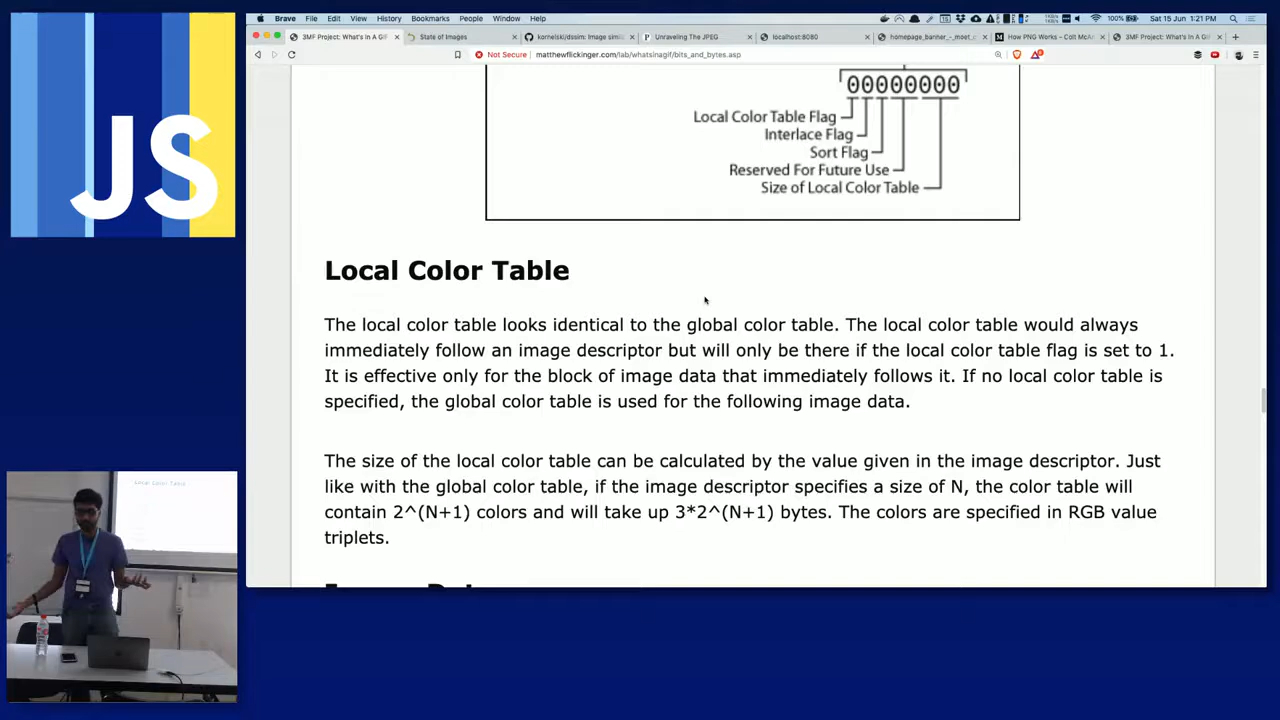 Brave File Edit View History Bookmarks People Window Help
100% Sat 15 Jun 1:21 PM
3MF Project: What's In A GI
State of Images
kornelski/dssim: Image simil
Unraveling The JPEG
localhost:8080
homepage_banner_-_moet_c
How PNG Works – Colt McAn
3MF Project: What's In A GI
Not Secure matthewflickinger.com/lab/whatsinagif/bits_and_bytes.asp
JS
00000000
Local Color Table Flag
Interlace Flag
Sort Flag
Reserved For Future Use
Size of Local Color Table
Local Color Table
The local color table looks identical to the global color table. The local color table would always
immediately follow an image descriptor but will only be there if the local color table flag is set to 1.
It is effective only for the block of image data that immediately follows it. If no local color table is
specified, the global color table is used for the following image data.
The size of the local color table can be calculated by the value given in the image descriptor. Just
like with the global color table, if the image descriptor specifies a size of N, the color table will
contain 2^(N+1) colors and will take up 3*2^(N+1) bytes. The colors are specified in RGB value
triplets.
Local Color Table